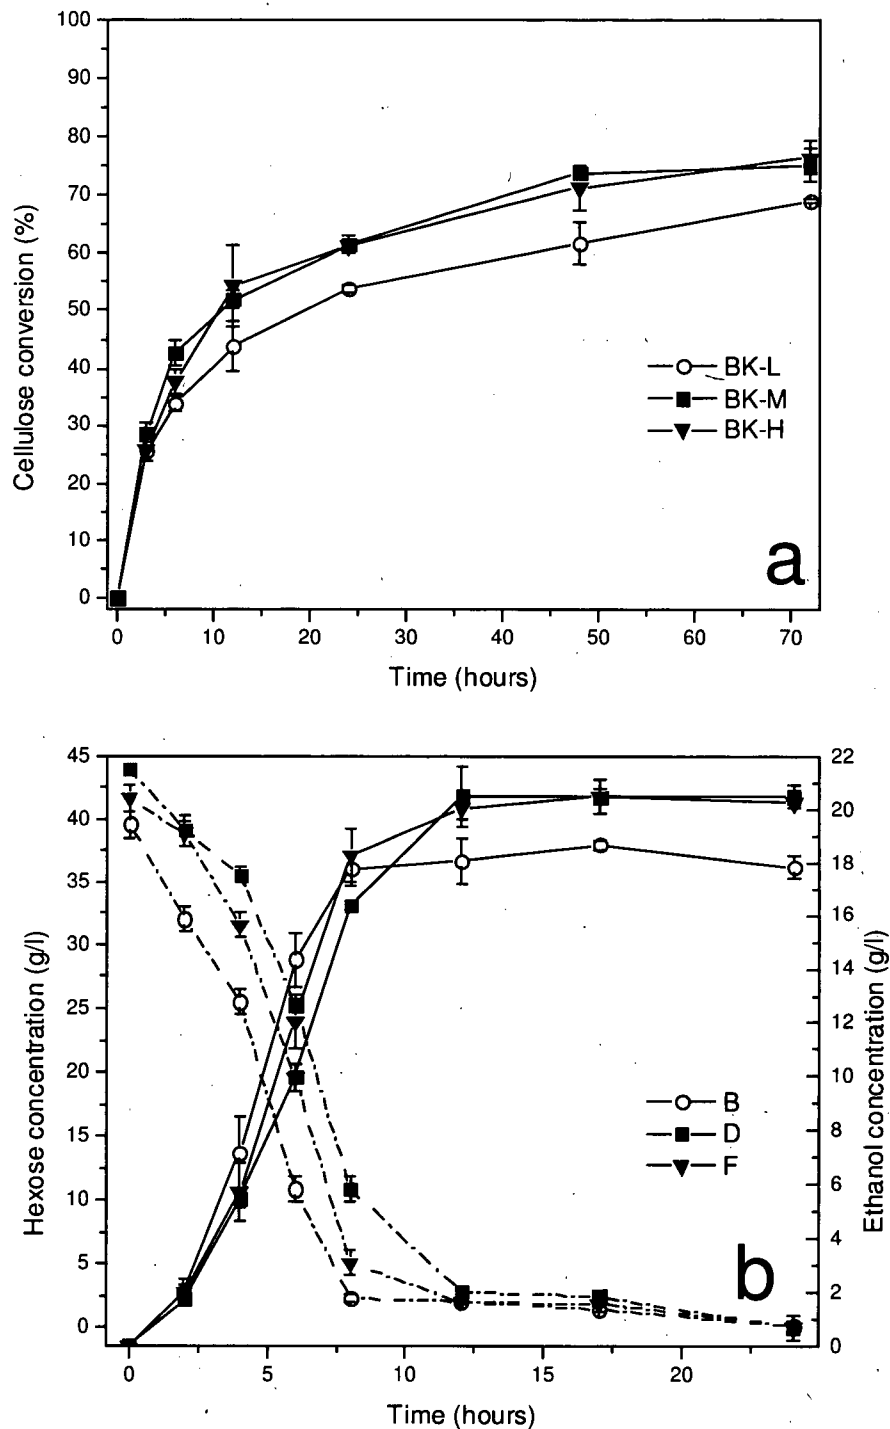 100
90
80
70
60
50
40
30
20
10
0
Cellulose conversion (%)
BK-L
BK-M
BK-H
a
0 10 20 30 40 50 60 70
Time (hours)
45
40
35
30
25
20
15
10
5
0
Hexose concentration (g/l)
22
20
18
16
14
12
10
8
6
4
2
0
Ethanol concentration (g/l)
B
D
F
b
0 5 10 15 20
Time (hours)